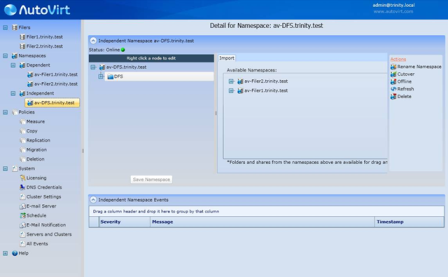 AutoVirt
admin@trinity.local
www.autovirt.com
Filers
Filer1.trinity.test
Filer2.trinity.test
Namespaces
Dependent
av-Filer1.trinity.test
av-Filer2.trinity.test
Independent
av-DFS.trinity.test
Policies
Measure
Copy
Replication
Migration
Deletion
System
Licensing
DNS Credentials
Cluster Settings
E-mail Server
Schedule
E-Mail Notification
Servers and Clusters
All Events
Help
Detail for Namespace: av-DFS.trinity.test
Independent Namespace av-DFS.trinity.test
Status: Online
Right click a node to edit
av-DFS.trinity.test
DFS
Save Namespace
Import
Available Namespaces:
av-Filer2.trinity.test
av-Filer1.trinity.test
*Folders and shares from the namespaces above are available for drag an
Actions
Rename Namespace
Cutover
Offline
Refresh
Delete
Independent Namespace Events
Drag a column header and drop it here to group by that column
Severity Message Timestamp